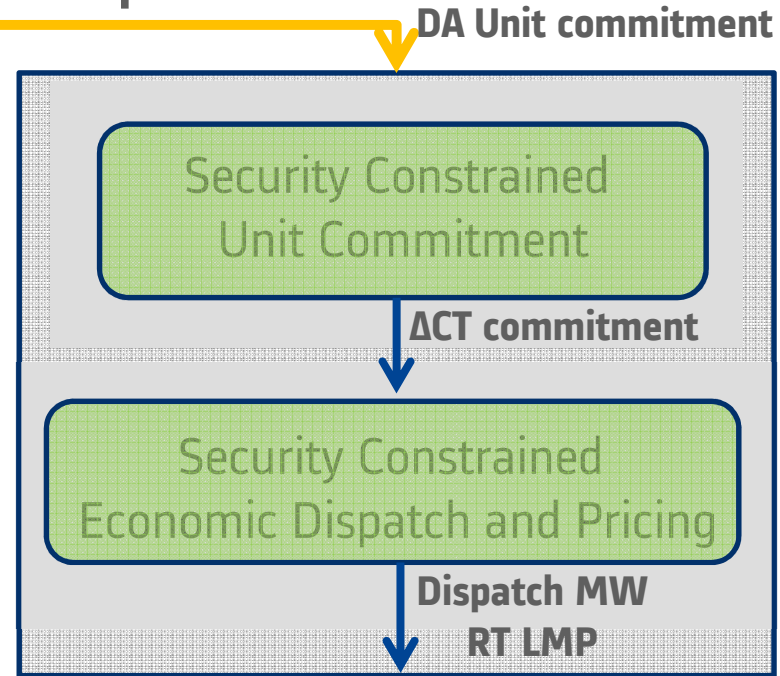 DA Unit commitment
Security Constrained
Unit Commitment
ΔCT commitment
Security Constrained
Economic Dispatch and Pricing
Dispatch MW
RT LMP